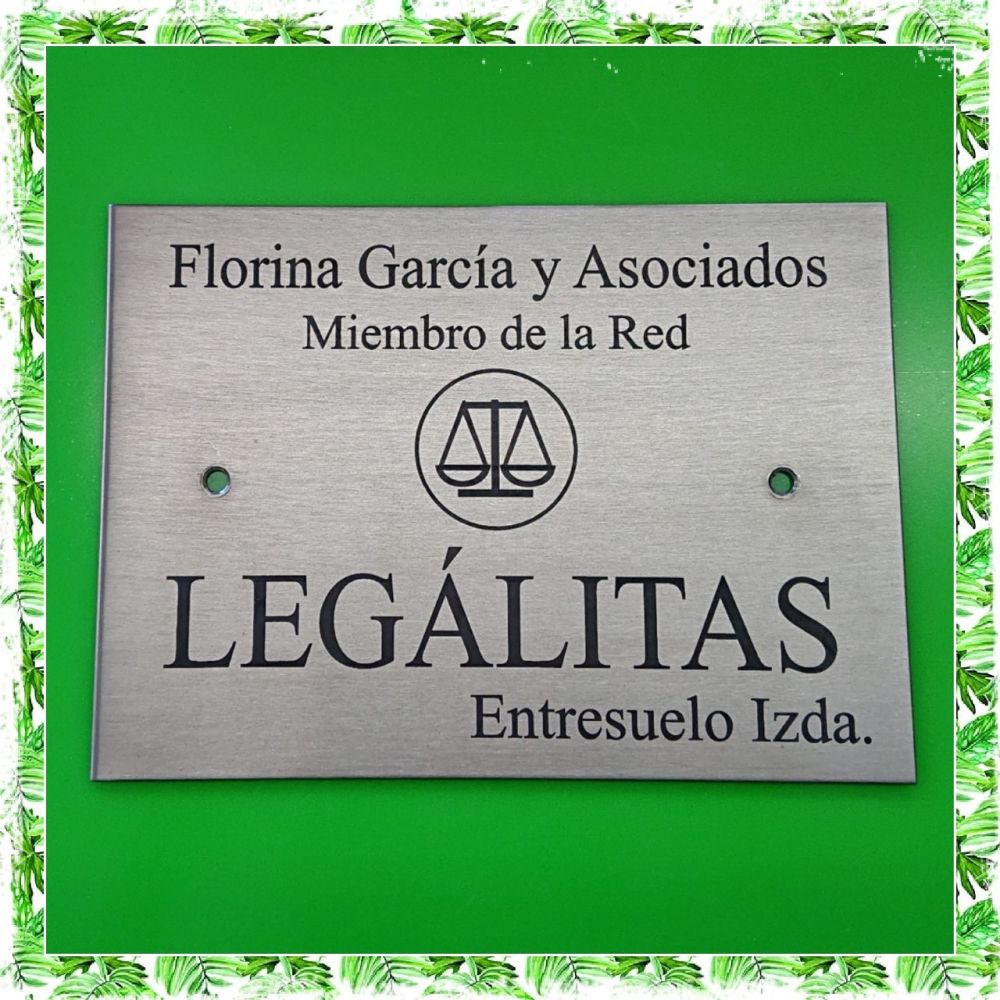 Florina García y Asociados
Miembro de la Red
LEGÁLITAS
Entresuelo Izda.